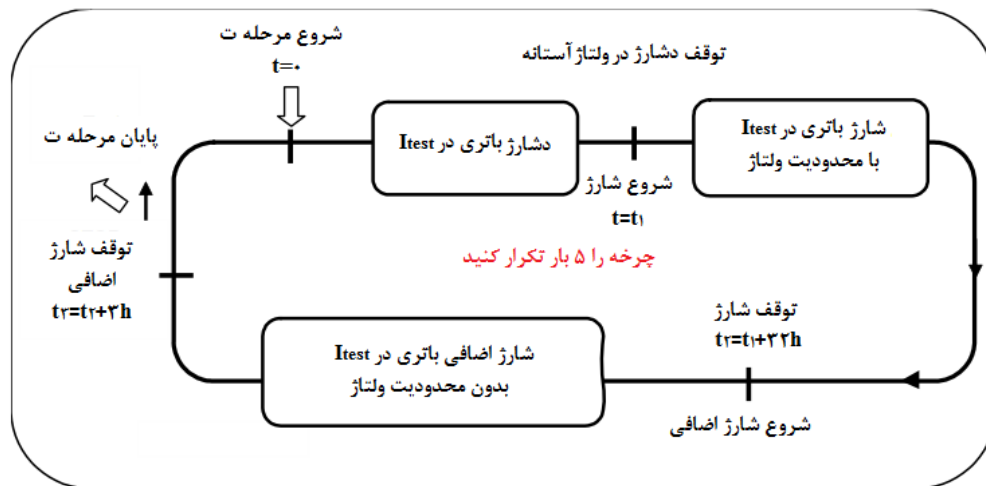 شروع مرحله ت
t=۰
توقف دشارژ در ولتاژ آستانه
دشارژ باتری در Itest
شارژ باتری در Itest
با محدودیت ولتاژ
شروع شارژ
t=t۱
چرخه را ۵ بار تکرار کنید
پایان مرحله ت
توقف شارژ
اضافی
t۳=t۲+۳h
توقف شارژ
t۲=t۱+۳۲h
شروع شارژ اضافی
شارژ اضافی باتری در Itest
بدون محدودیت ولتاژ